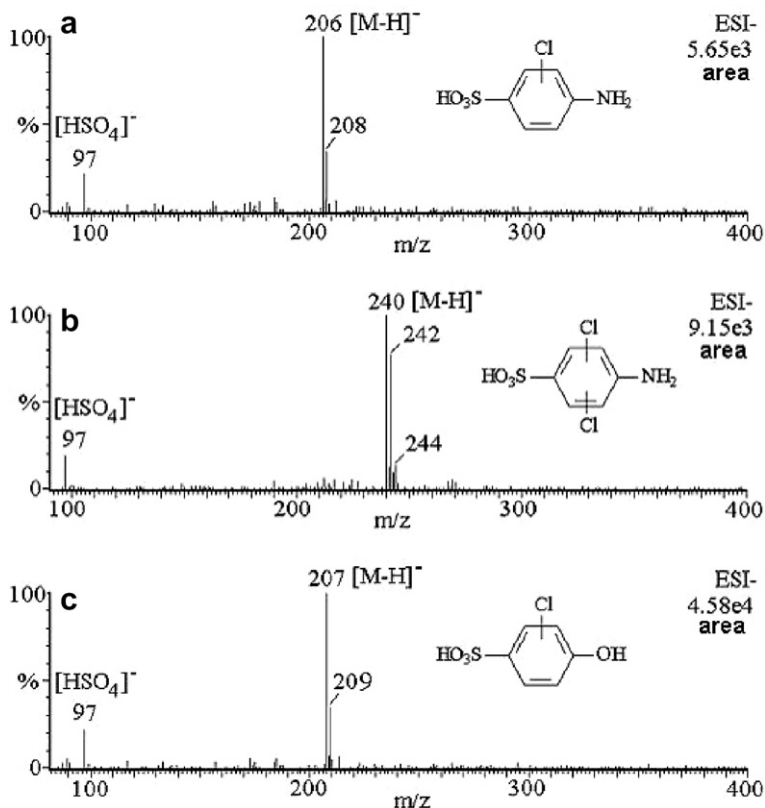 a
100
%
0
[HSO4]-
97
206 [M-H]-
208
Cl
HO3S
NH2
ESI-
5.65e3
area
100
200
300
400
m/z
b
100
%
0
[HSO4]-
97
240 [M-H]-
242
244
Cl
HO3S
NH2
Cl
ESI-
9.15e3
area
100
200
300
400
m/z
c
100
%
0
[HSO4]-
97
207 [M-H]-
209
Cl
HO3S
OH
ESI-
4.58e4
area
100
200
300
400
m/z